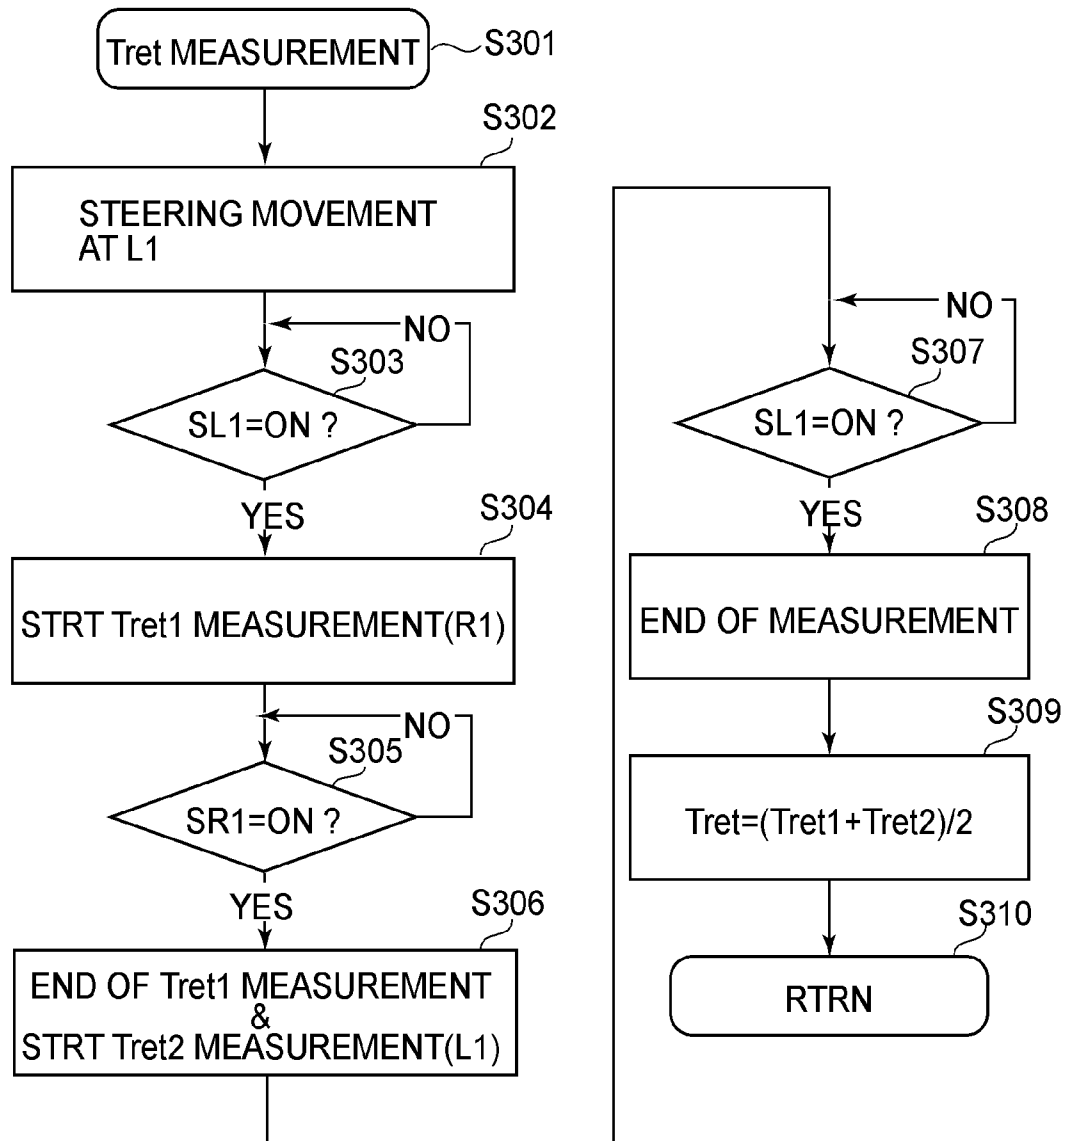 Tret MEASUREMENT
S301
S302
STEERING MOVEMENT
AT L1
NO
S303
SL1=ON ?
YES
S304
STRT Tret1 MEASUREMENT(R1)
NO
S305
SR1=ON ?
YES
S306
END OF Tret1 MEASUREMENT
&
STRT Tret2 MEASUREMENT(L1)
NO
S307
SL1=ON ?
YES
S308
END OF MEASUREMENT
S309
Tret=(Tret1+Tret2)/2
S310
RTRN